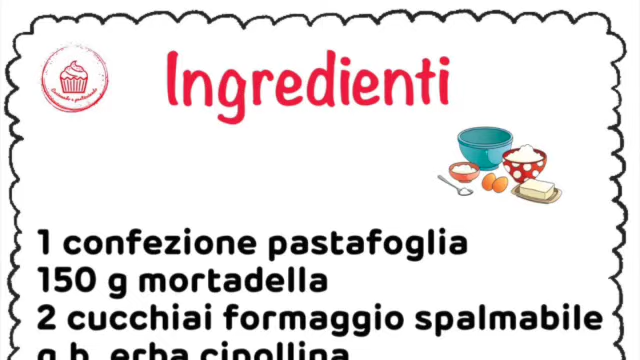 Ingredienti
1 confezione pastafoglia
150 g mortadella
2 cucchiai formaggio spalmabile
q.b. erba cipollina